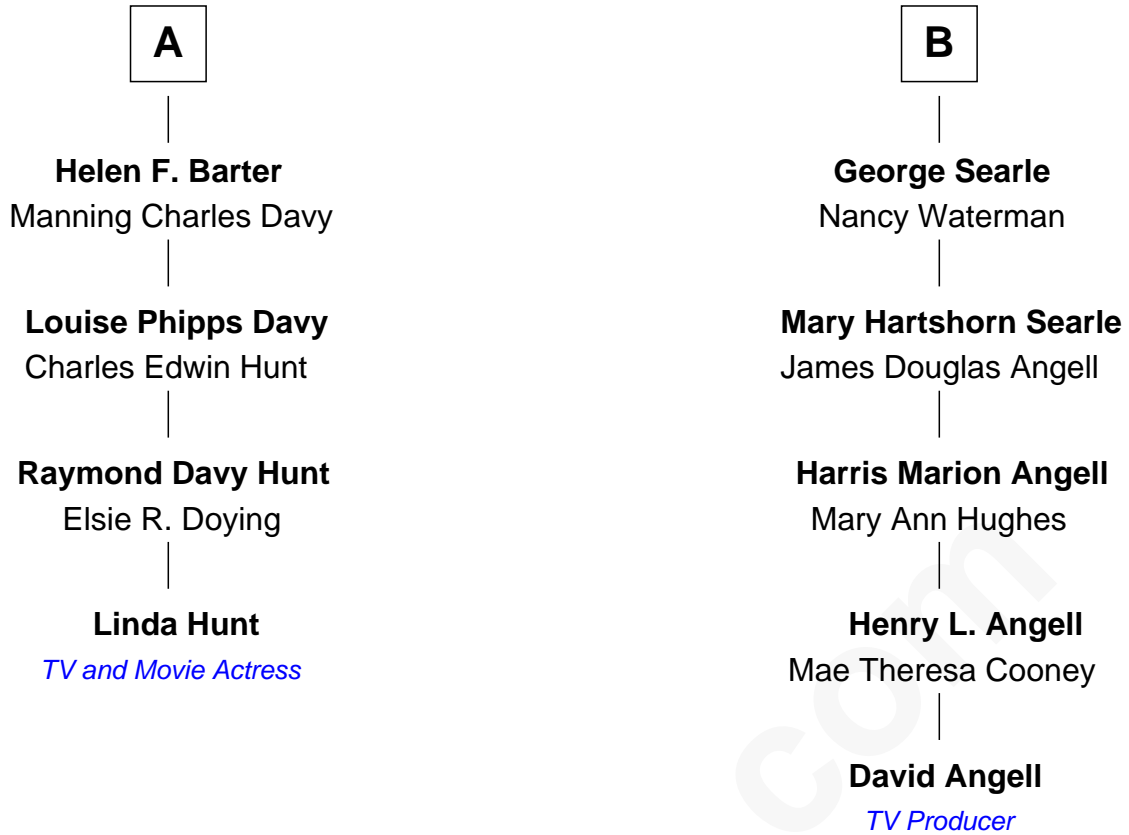 A
Helen F. Barter
Manning Charles Davy
Louise Phipps Davy
Charles Edwin Hunt
Raymond Davy Hunt
Elsie R. Doying
Linda Hunt
TV and Movie Actress
B
George Searle
Nancy Waterman
Mary Hartshorn Searle
James Douglas Angell
Harris Marion Angell
Mary Ann Hughes
Henry L. Angell
Mae Theresa Cooney
David Angell
TV Producer
com